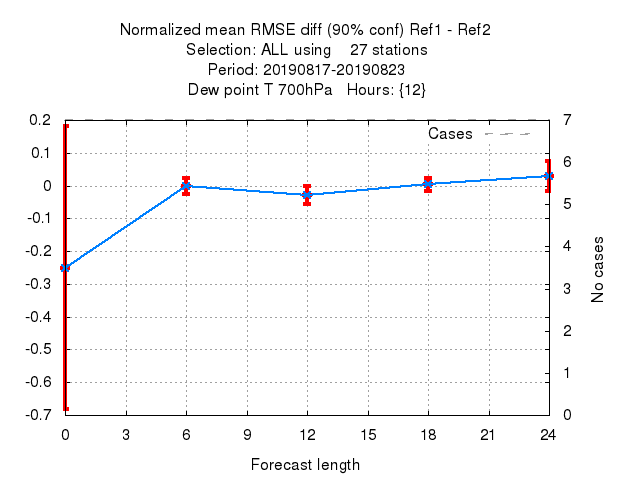 Normalized mean RMSE diff (90% conf) Ref1 - Ref2
Selection: ALL using    27 stations
Period: 20190817-20190823
Dew point T 700hPa   Hours: {12}
Cases
0.2
0.1
0
-0.1
-0.2
-0.3
-0.4
-0.5
-0.6
-0.7
7
6
5
4
3
2
1
0
No cases
0 3 6 9 12 15 18 21 24
Forecast length